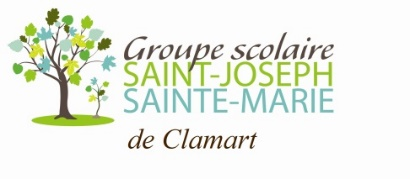 Groupe scolaire
SAINT-JOSEPH
SAINTE-MARIE
de Clamart